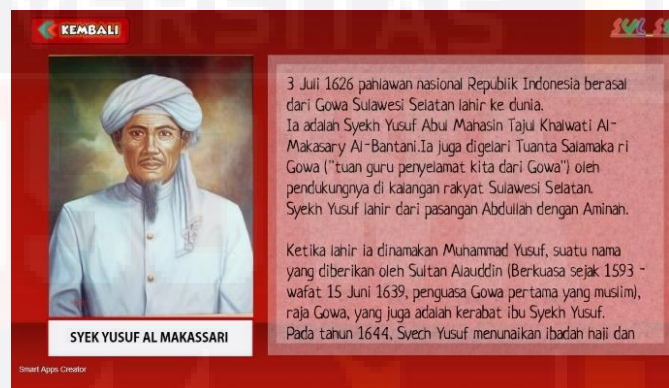 KEMBALI
3 Juli 1626 pahlawan nasional Republik Indonesia berasal
dari Gowa Sulawesi Selatan lahir ke dunia.
Ia adalah Syekh Yusuf Abul Mahasin Tajul Khalwati Al-
Makasary Al-Bantani.Ia juga digelari Tuanta Salamaka ri
Gowa ("tuan guru penyelamat kita dari Gowa") oleh
pendukungnya di kalangan rakyat Sulawesi Selatan.
Syekh Yusuf lahir dari pasangan Abdullah dengan Aminah.
Ketika lahir ia dinamakan Muhammad Yusuf, suatu nama
yang diberikan oleh Sultan Alauddin (Berkuasa sejak 1593 -
wafat 15 Juni 1639, penguasa Gowa pertama yang muslim),
raja Gowa, yang juga adalah kerabat ibu Syekh Yusuf.
Pada tahun 1644, Syech Yusuf menunaikan ibadah haji dan
SYEK YUSUF AL MAKASSARI
Smart Apps Creator